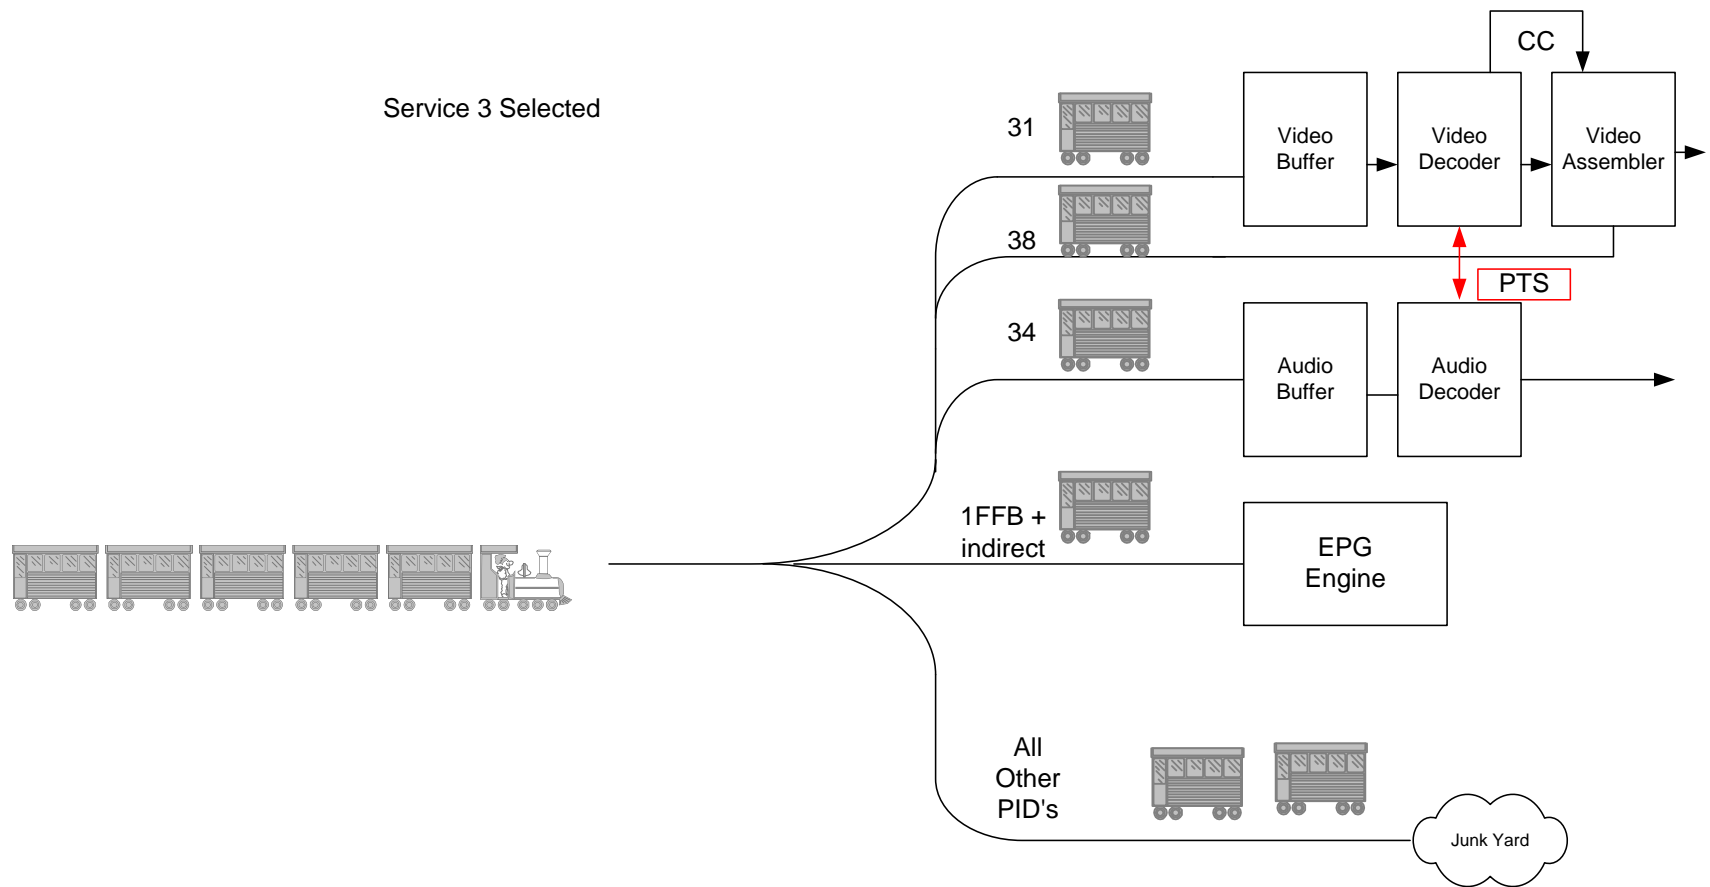 CC
Service 3 Selected
31
Video
Buffer
Video
Decoder
Video
Assembler
38
PTS
34
Audio
Buffer
Audio
Decoder
1FFB +
indirect
EPG
Engine
All
Other
PID's
Junk Yard